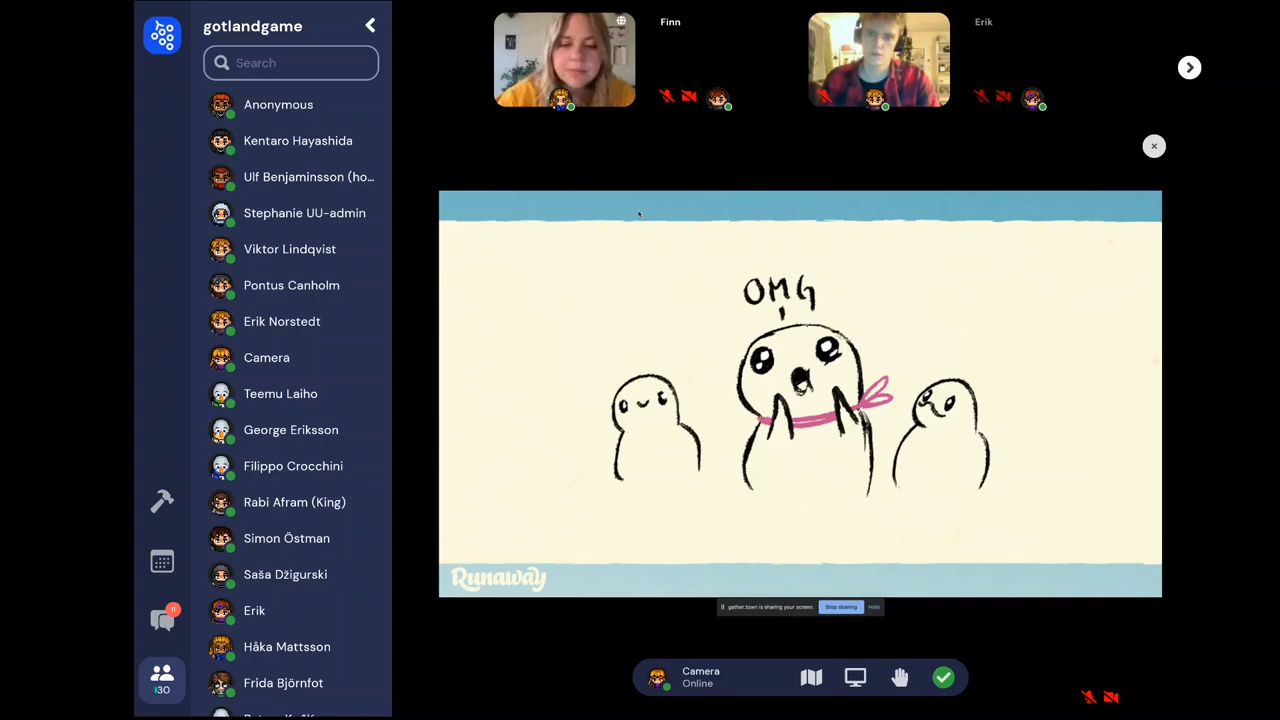 gotlandgame
Search
Anonymous
Kentaro Hayashida
Ulf Benjaminsson (ho...
Stephanie UU-admin
Viktor Lindqvist
Pontus Canholm
Erik Norstedt
Camera
Teemu Laiho
George Eriksson
Filippo Crocchini
Rabi Afram (King)
Simon Östman
Saša Džigurski
Erik
Håka Mattsson
Frida Björnfot
11
30
Finn
Erik
OMG
Runaway
gather.town is sharing your screen.
Stop sharing
Hide
Camera
Online